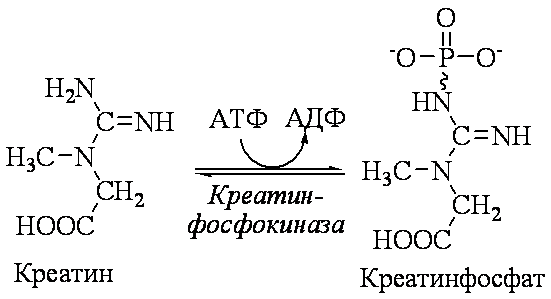 O
-O-P-O-
H₂N
HN
C=NH
АТФ АДФ
C=NH
H₃C-N
H₃C-N
CH₂
Креатин-
фосфокиназа
CH₂
HOOC
HOOC
Креатин
Креатинфосфат